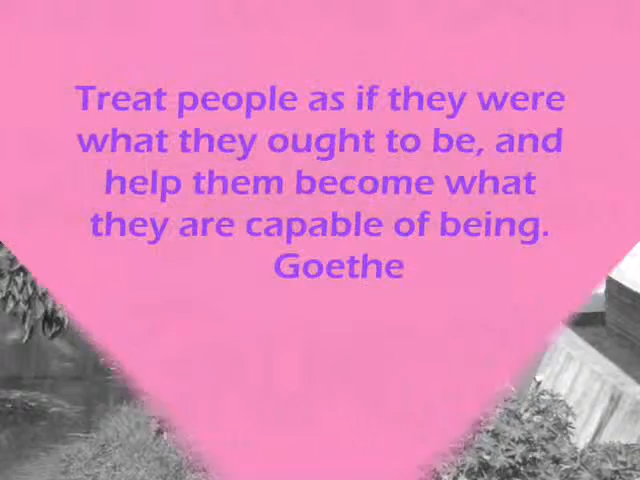 Treat people as if they were
what they ought to be, and
help them become what
they are capable of being.
Goethe